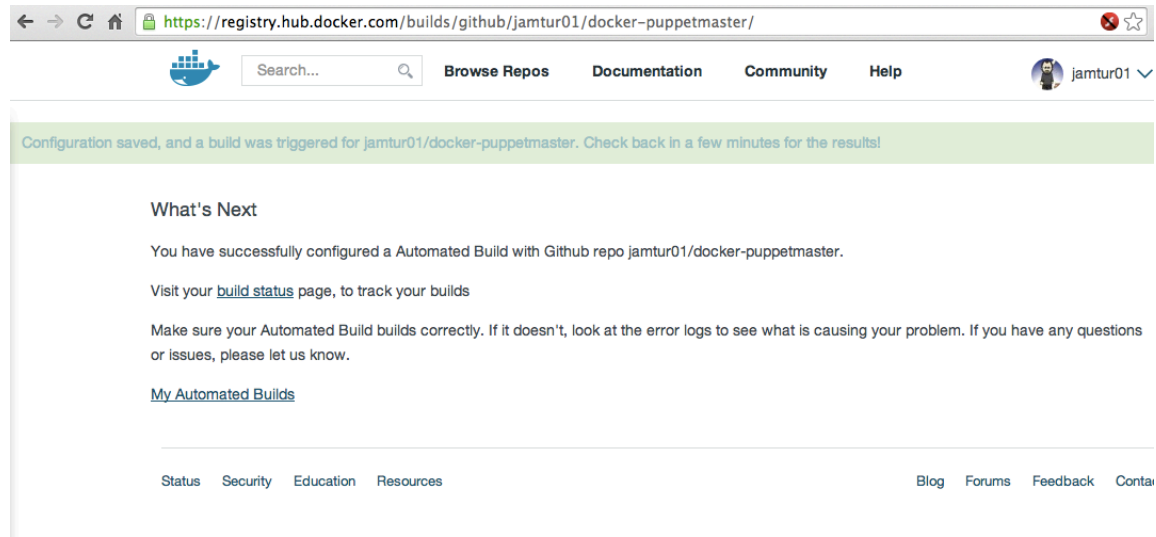 https://registry.hub.docker.com/builds/github/jamtur01/docker-puppetmaster/
Search... Browse Repos Documentation Community Help jamtur01
Configuration saved, and a build was triggered for jamtur01/docker-puppetmaster. Check back in a few minutes for the results!
What's Next
You have successfully configured a Automated Build with Github repo jamtur01/docker-puppetmaster.
Visit your build status page, to track your builds
Make sure your Automated Build builds correctly. If it doesn't, look at the error logs to see what is causing your problem. If you have any questions
or issues, please let us know.
My Automated Builds
Status Security Education Resources Blog Forums Feedback Conta